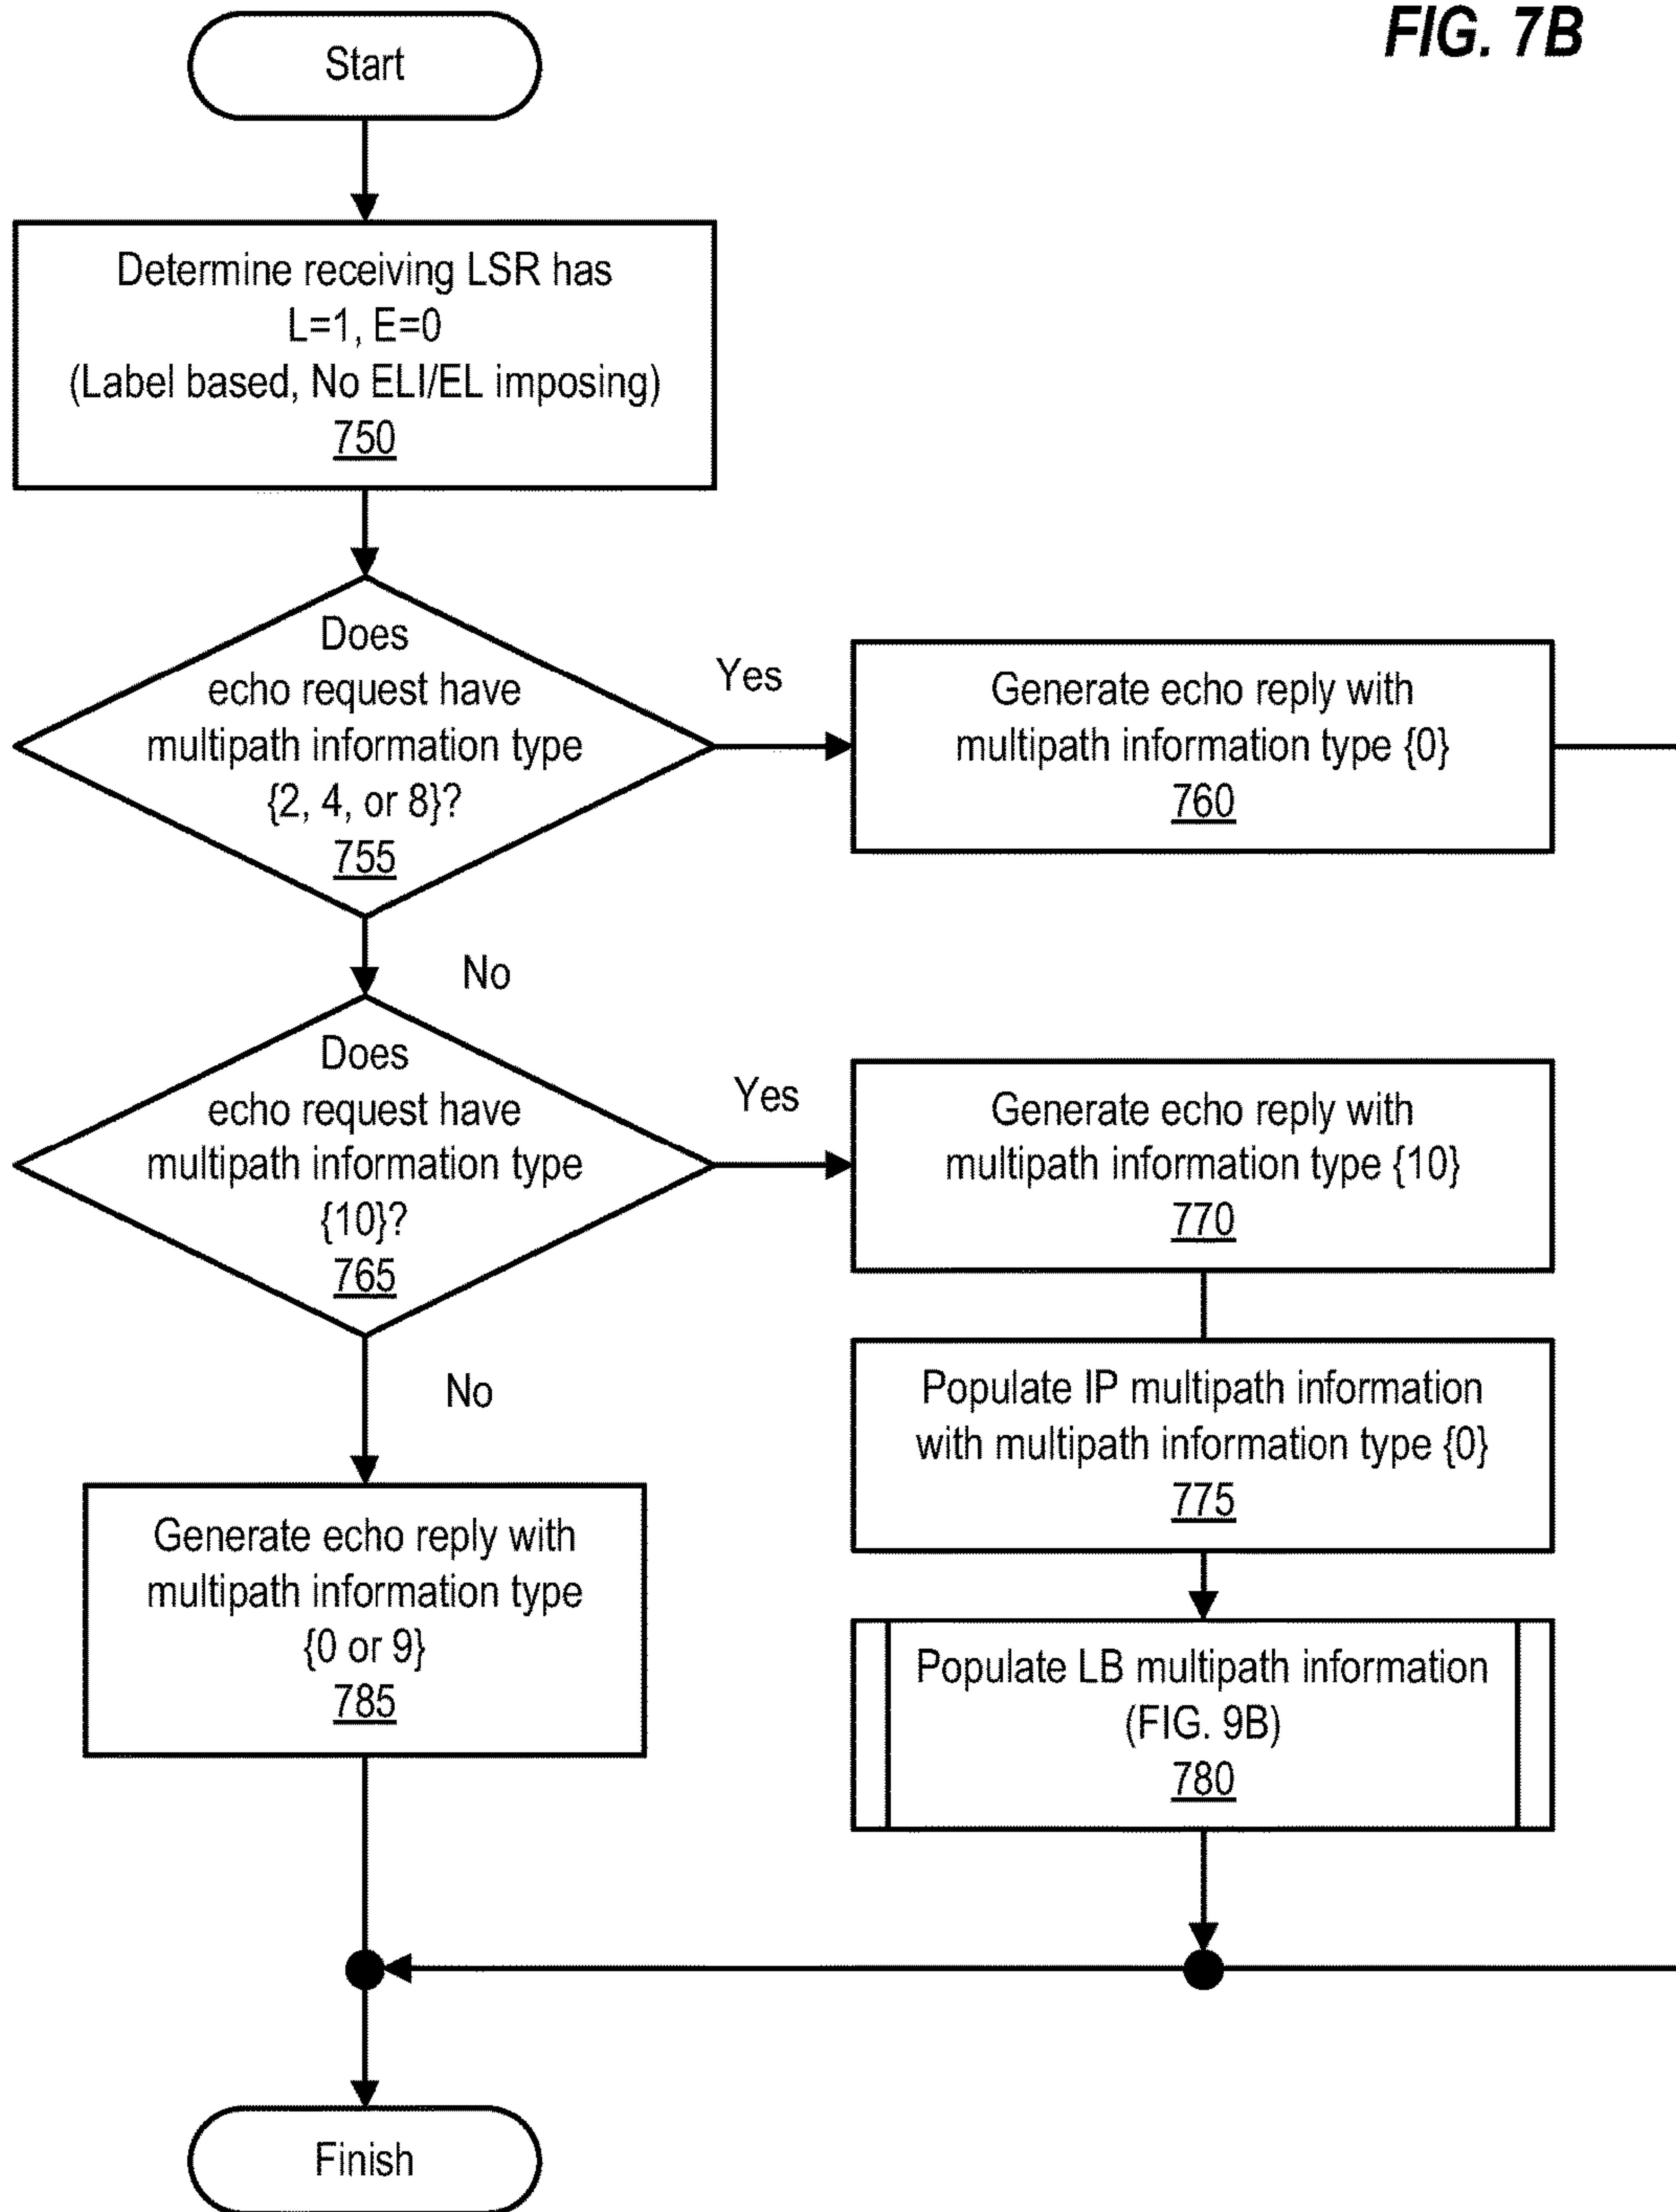 FIG. 7B
Start
Determine receiving LSR has
L=1, E=0
(Label based, No ELI/EL imposing)
750
Does
echo request have
multipath information type
{2, 4, or 8}?
755
Yes
Generate echo reply with
multipath information type {0}
760
No
Does
echo request have
multipath information type
{10}?
765
Yes
Generate echo reply with
multipath information type {10}
770
Populate IP multipath information
with multipath information type {0}
775
Populate LB multipath information
(FIG. 9B)
780
No
Generate echo reply with
multipath information type
{0 or 9}
785
Finish